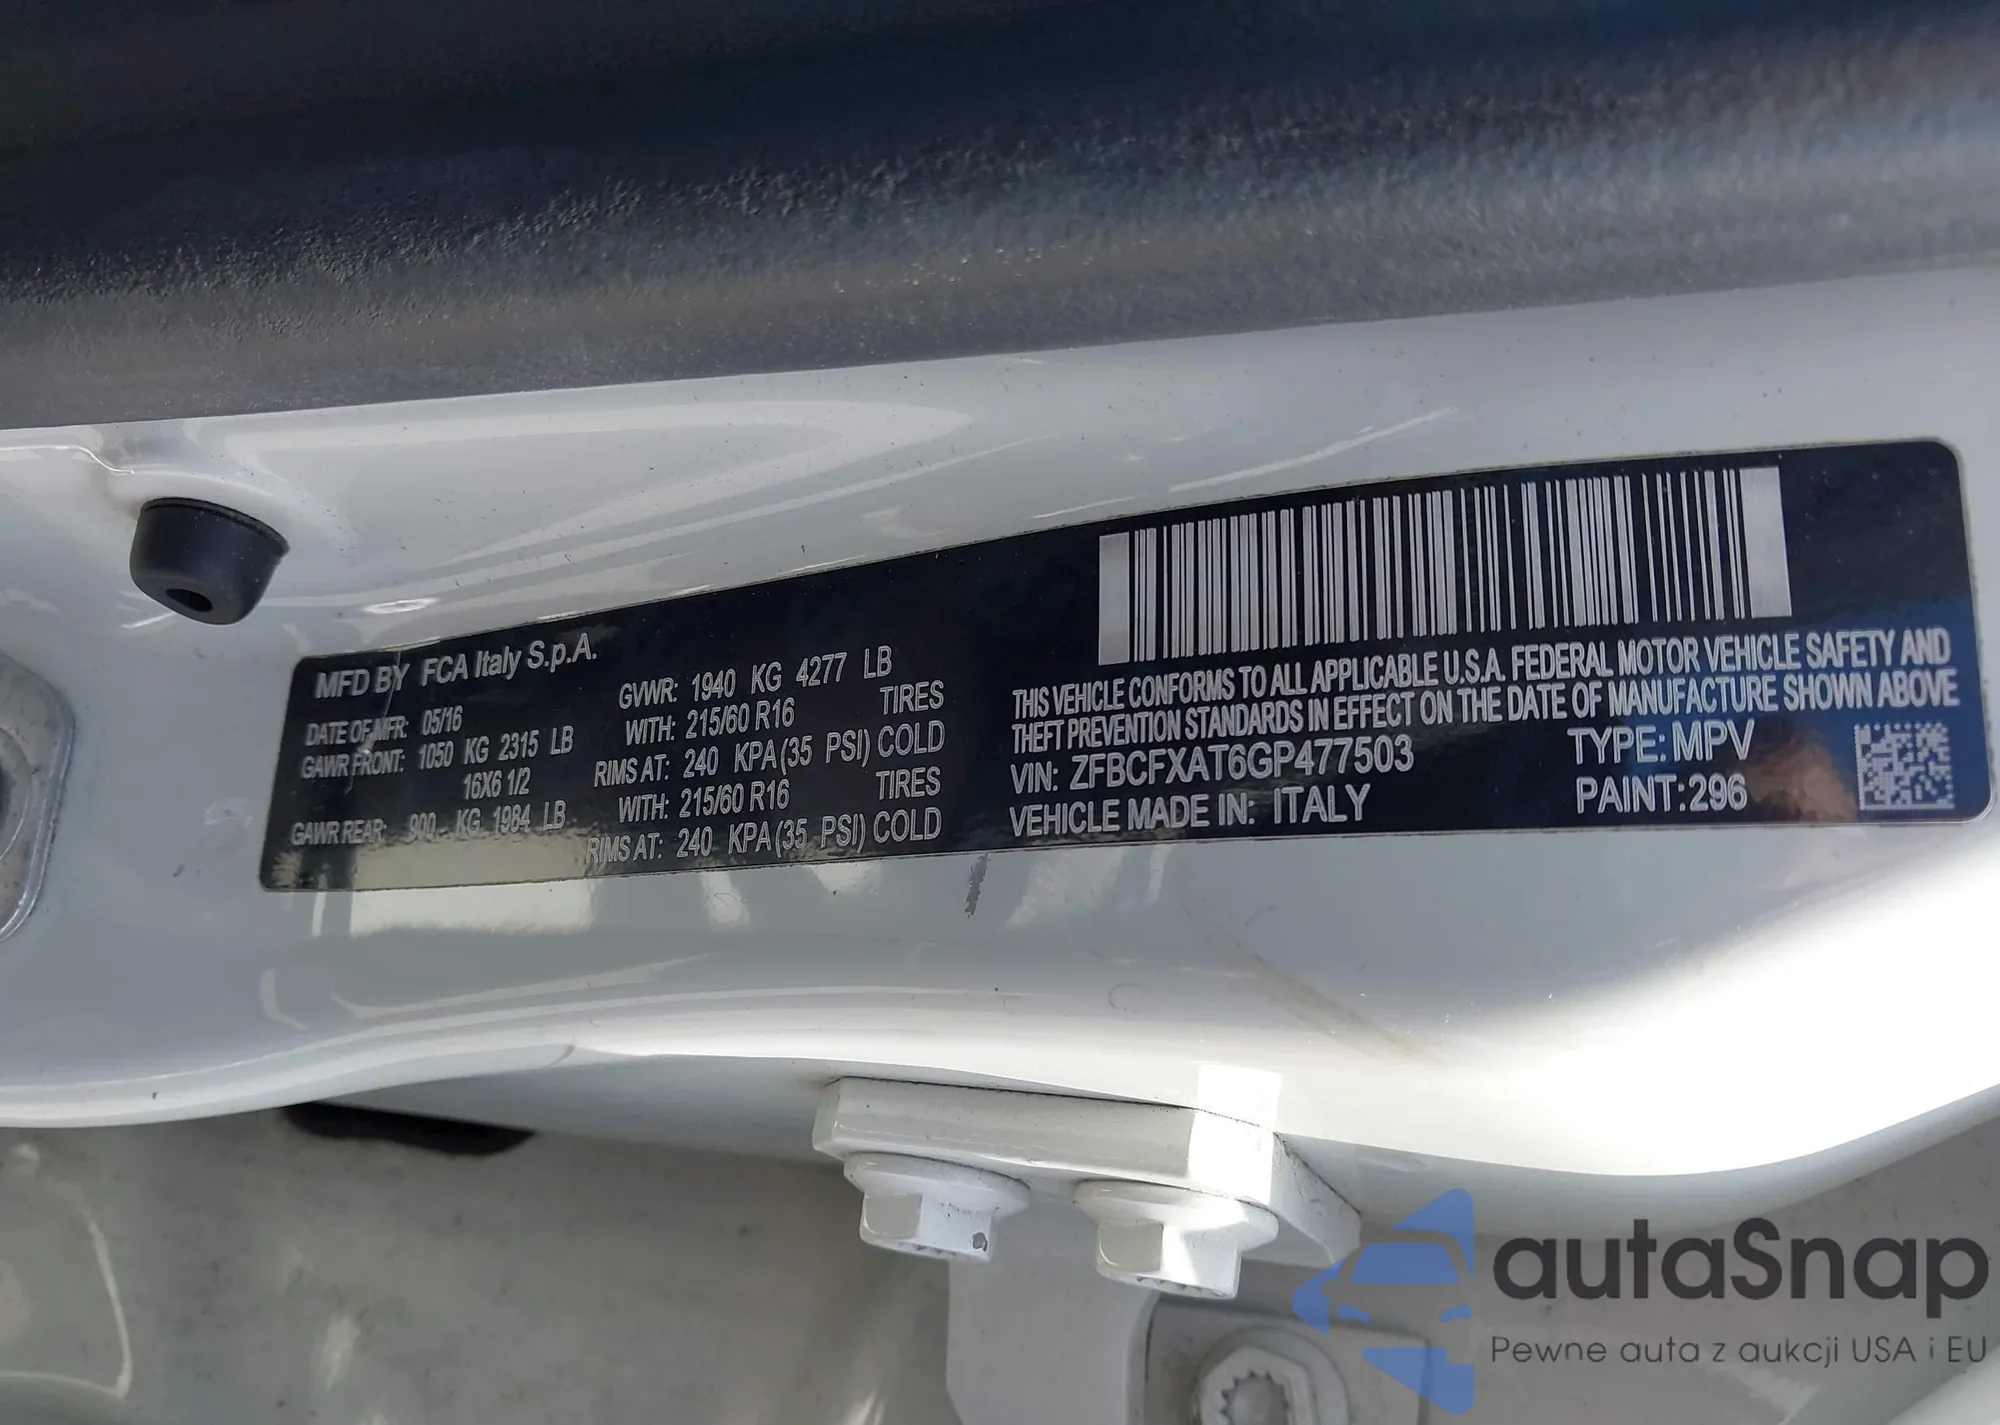 MFD BY FCA Italy S.p.A.
DATE OF MFR: 05/16 GVWR: 1940 KG 4277 LB
GAWR FRONT: 1050 KG 2315 LB WITH: 215/60 R16 TIRES
16X6 1/2 RIMS AT: 240 KPA(35 PSI) COLD
GAWR REAR: 900 KG 1984 LB WITH: 215/60 R16 TIRES
RIMS AT: 240 KPA(35 PSI) COLD
THIS VEHICLE CONFORMS TO ALL APPLICABLE U.S.A. FEDERAL MOTOR VEHICLE SAFETY AND
THEFT PREVENTION STANDARDS IN EFFECT ON THE DATE OF MANUFACTURE SHOWN ABOVE
VIN: ZFBCFXAT6GP477503 TYPE: MPV
VEHICLE MADE IN: ITALY PAINT: 296
autaSnap
Pewne auta z aukcji USA i EU